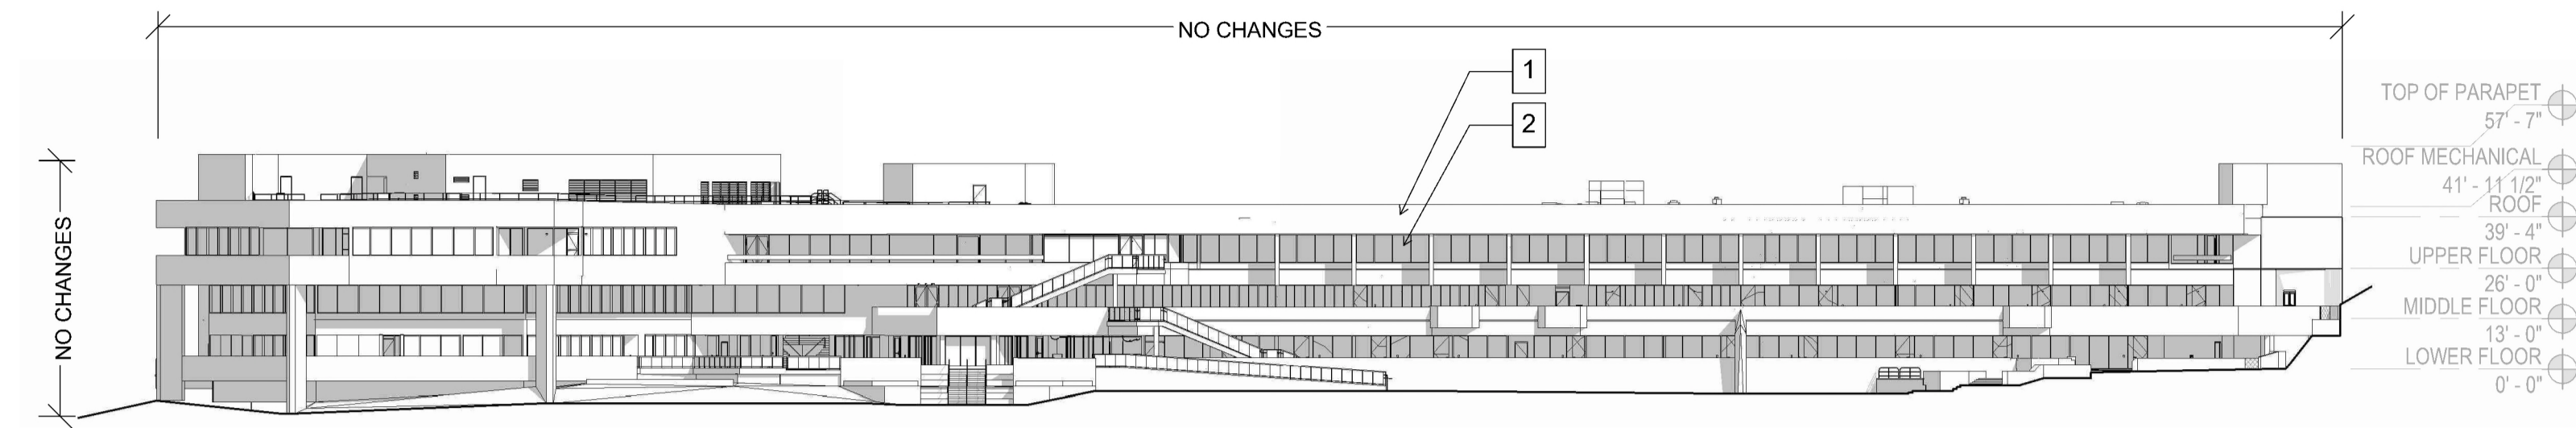 NO CHANGES
1
2
NO CHANGES
TOP OF PARAPET
57' - 7"
ROOF MECHANICAL
41' - 11 1/2"
ROOF
39' - 4"
UPPER FLOOR
26' - 0"
MIDDLE FLOOR
13' - 0"
LOWER FLOOR
0' - 0"